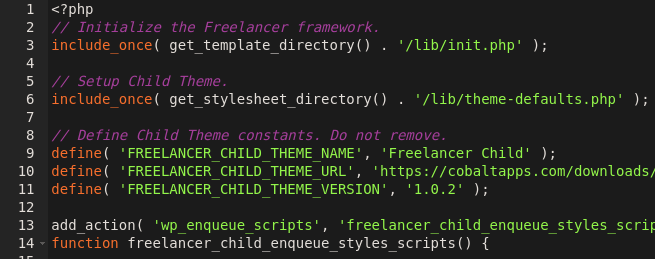 1 <?php
2 // Initialize the Freelancer framework.
3 include_once( get_template_directory() . '/lib/init.php' );
4
5 // Setup Child Theme.
6 include_once( get_stylesheet_directory() . '/lib/theme-defaults.php' );
7
8 // Define Child Theme constants. Do not remove.
9 define( 'FREELANCER_CHILD_THEME_NAME', 'Freelancer Child' );
10 define( 'FREELANCER_CHILD_THEME_URL', 'https://cobaltapps.com/downloads/
11 define( 'FREELANCER_CHILD_THEME_VERSION', '1.0.2' );
12
13 add_action( 'wp_enqueue_scripts', 'freelancer_child_enqueue_styles_scrip
14 function freelancer_child_enqueue_styles_scripts() {